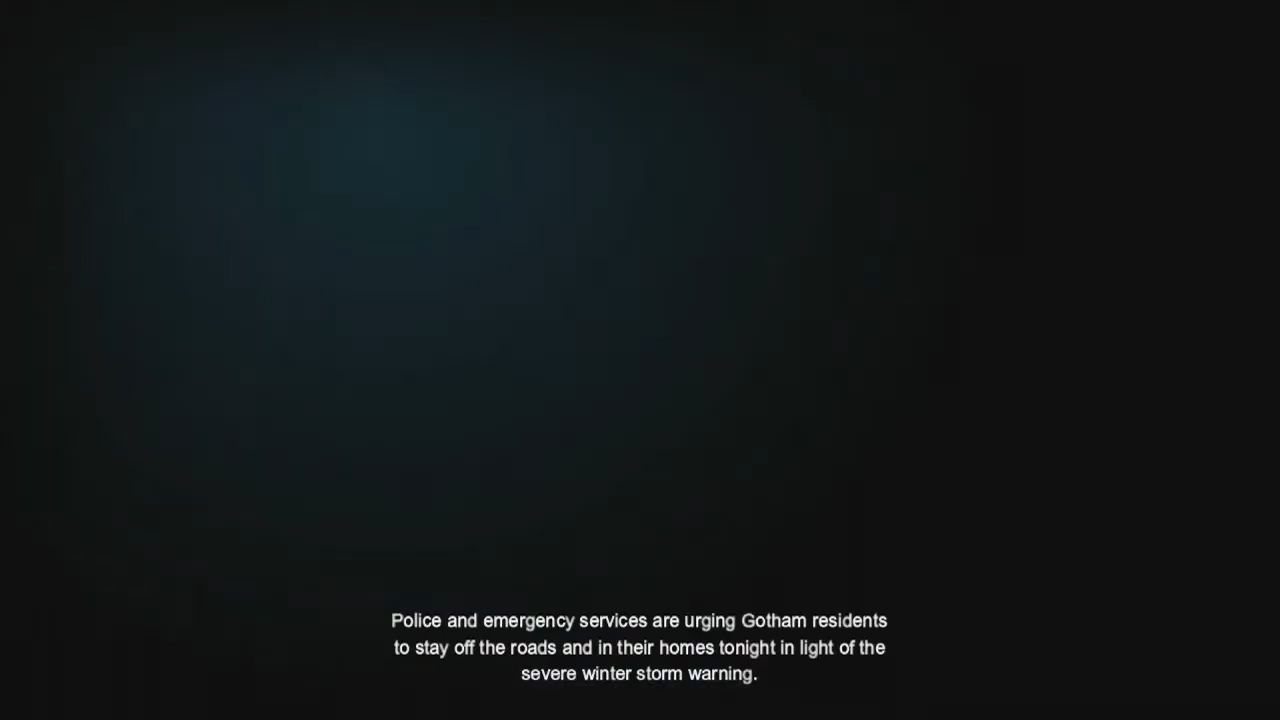 Police and emergency services are urging Gotham residents
to stay off the roads and in their homes tonight in light of the
severe winter storm warning.